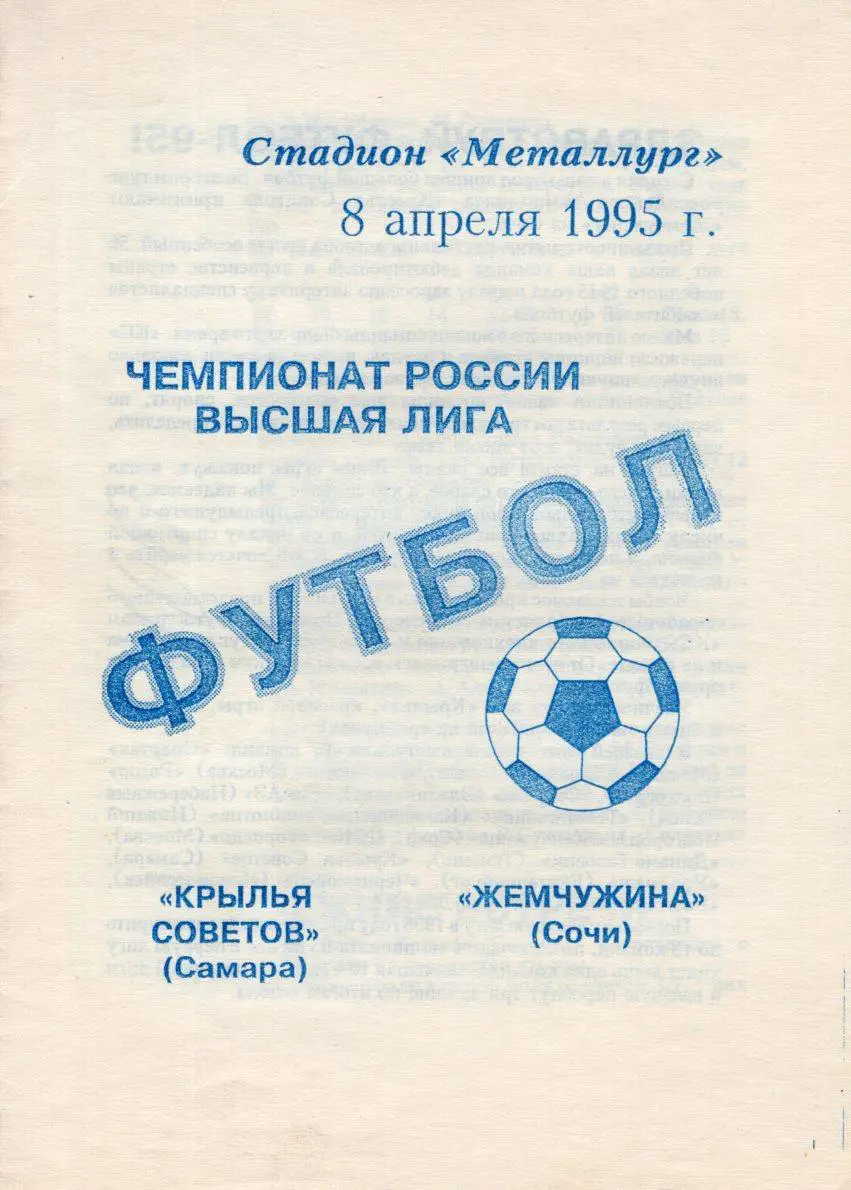 Стадион «Металлург»
8 апреля 1995 г.
ЧЕМПИОНАТ РОССИИ
ВЫСШАЯ ЛИГА
ФУТБОЛ
«КРЫЛЬЯ
СОВЕТОВ»
(Самара)
«ЖЕМЧУЖИНА»
(Сочи)